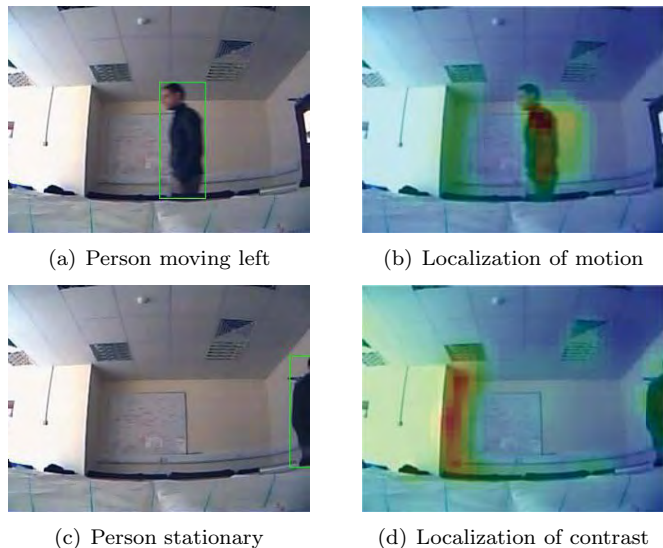 (a) Person moving left
(b) Localization of motion
(c) Person stationary
(d) Localization of contrast